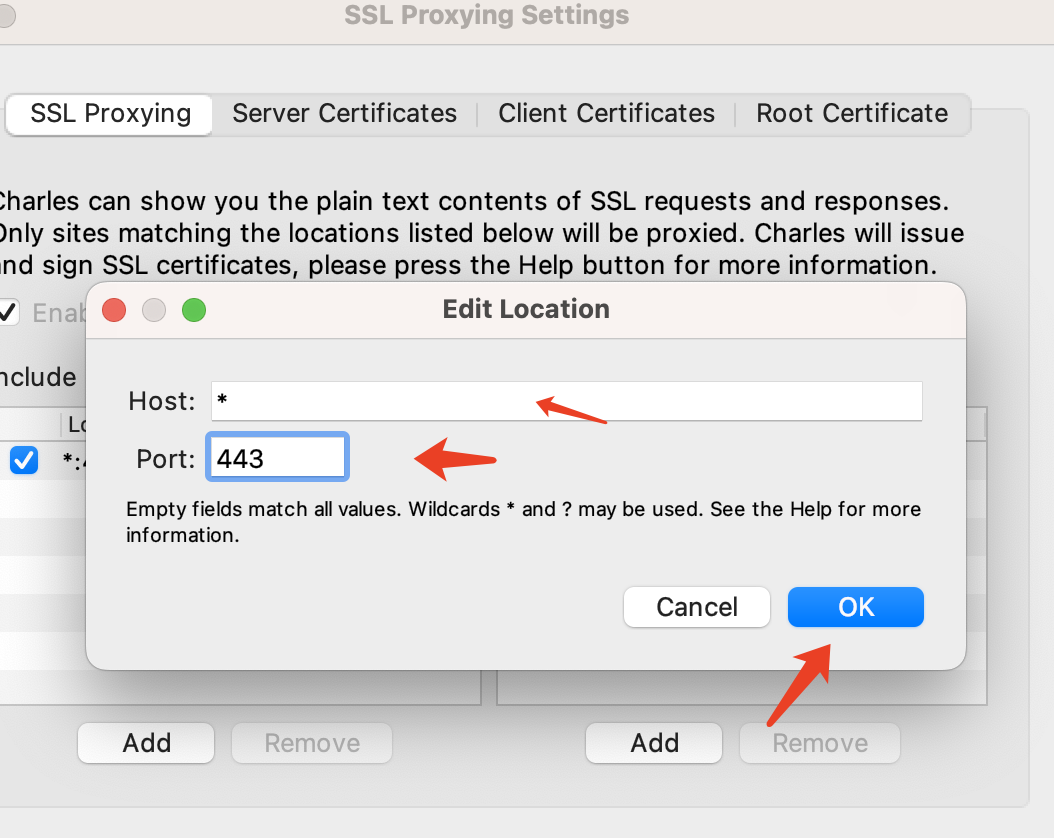 SSL Proxying Settings
SSL Proxying
Server Certificates
Client Certificates
Root Certificate
Charles can show you the plain text contents of SSL requests and responses.
Only sites matching the locations listed below will be proxied. Charles will issue
and sign SSL certificates, please press the Help button for more information.
Edit Location
Host: *
Port: 443
Empty fields match all values. Wildcards * and ? may be used. See the Help for more
information.
Cancel
OK
Add
Remove
Add
Remove